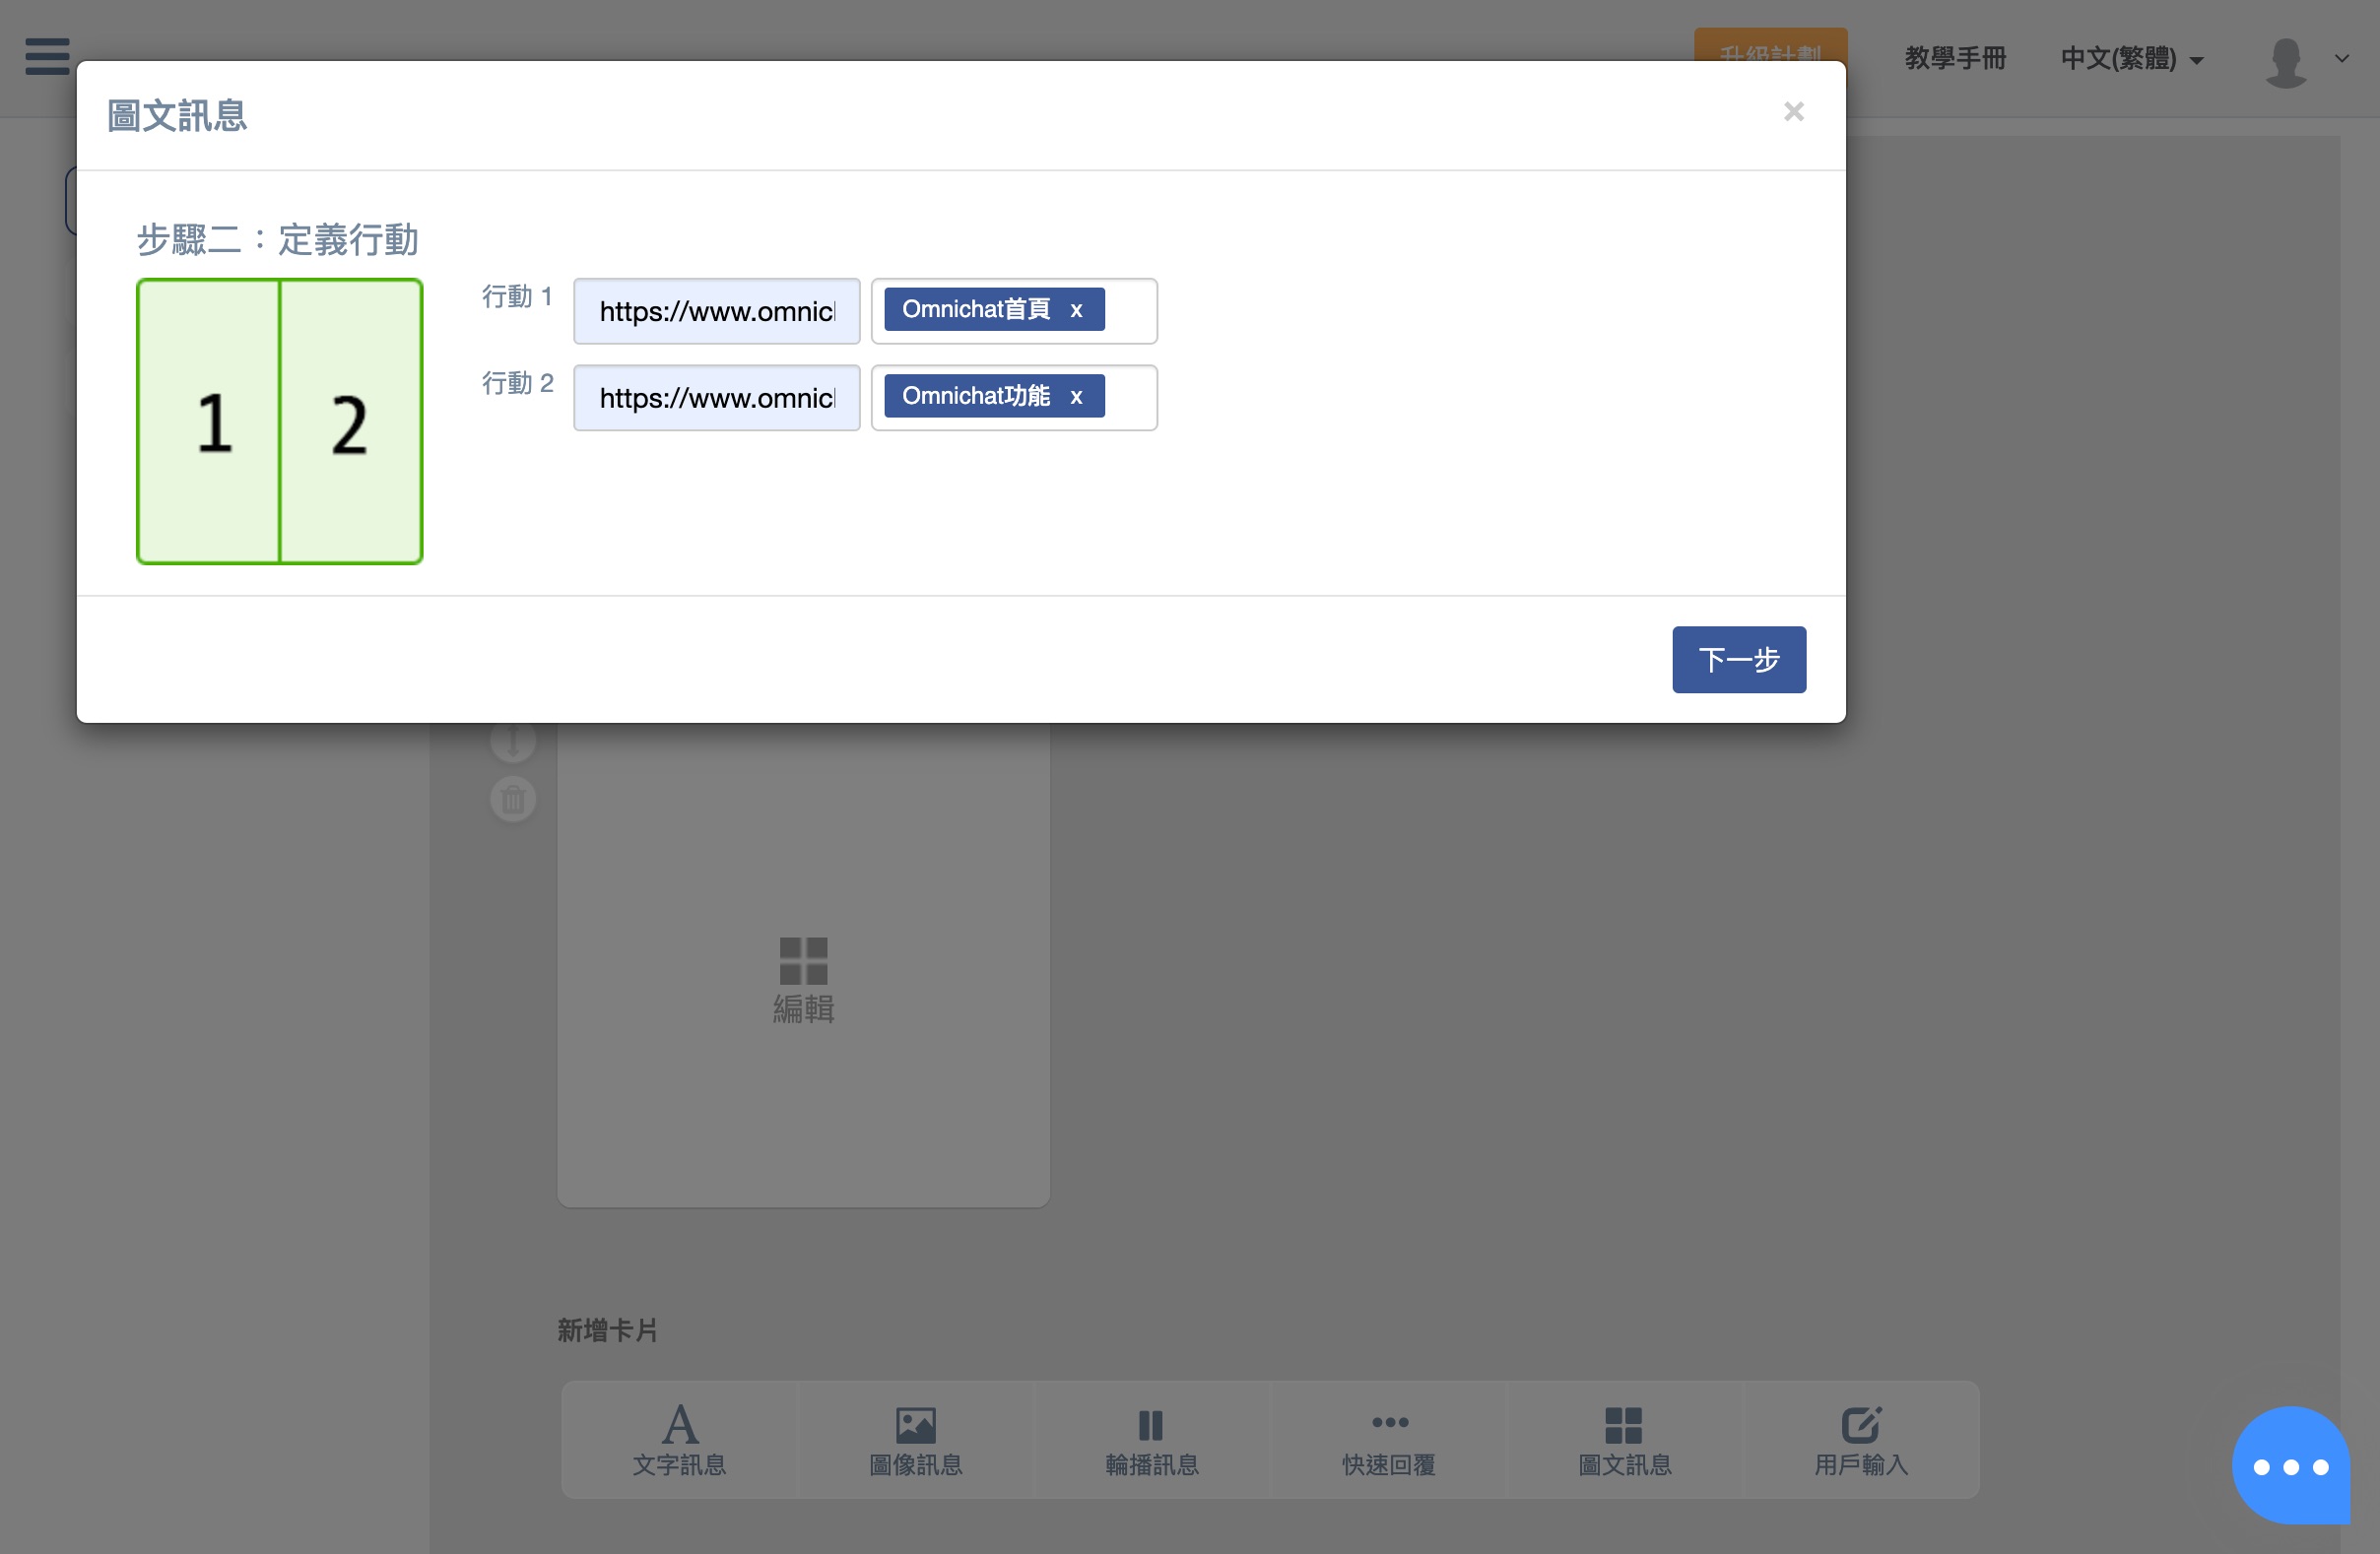 升級計劃
教學手冊
中文(繁體)
圖文訊息
×
步驟二：定義行動
1
2
行動 1
https://www.omnic
Omnichat首頁 x
行動 2
https://www.omnic
Omnichat功能 x
下一步
編輯
新增卡片
文字訊息
圖像訊息
輪播訊息
快速回覆
圖文訊息
用戶輸入